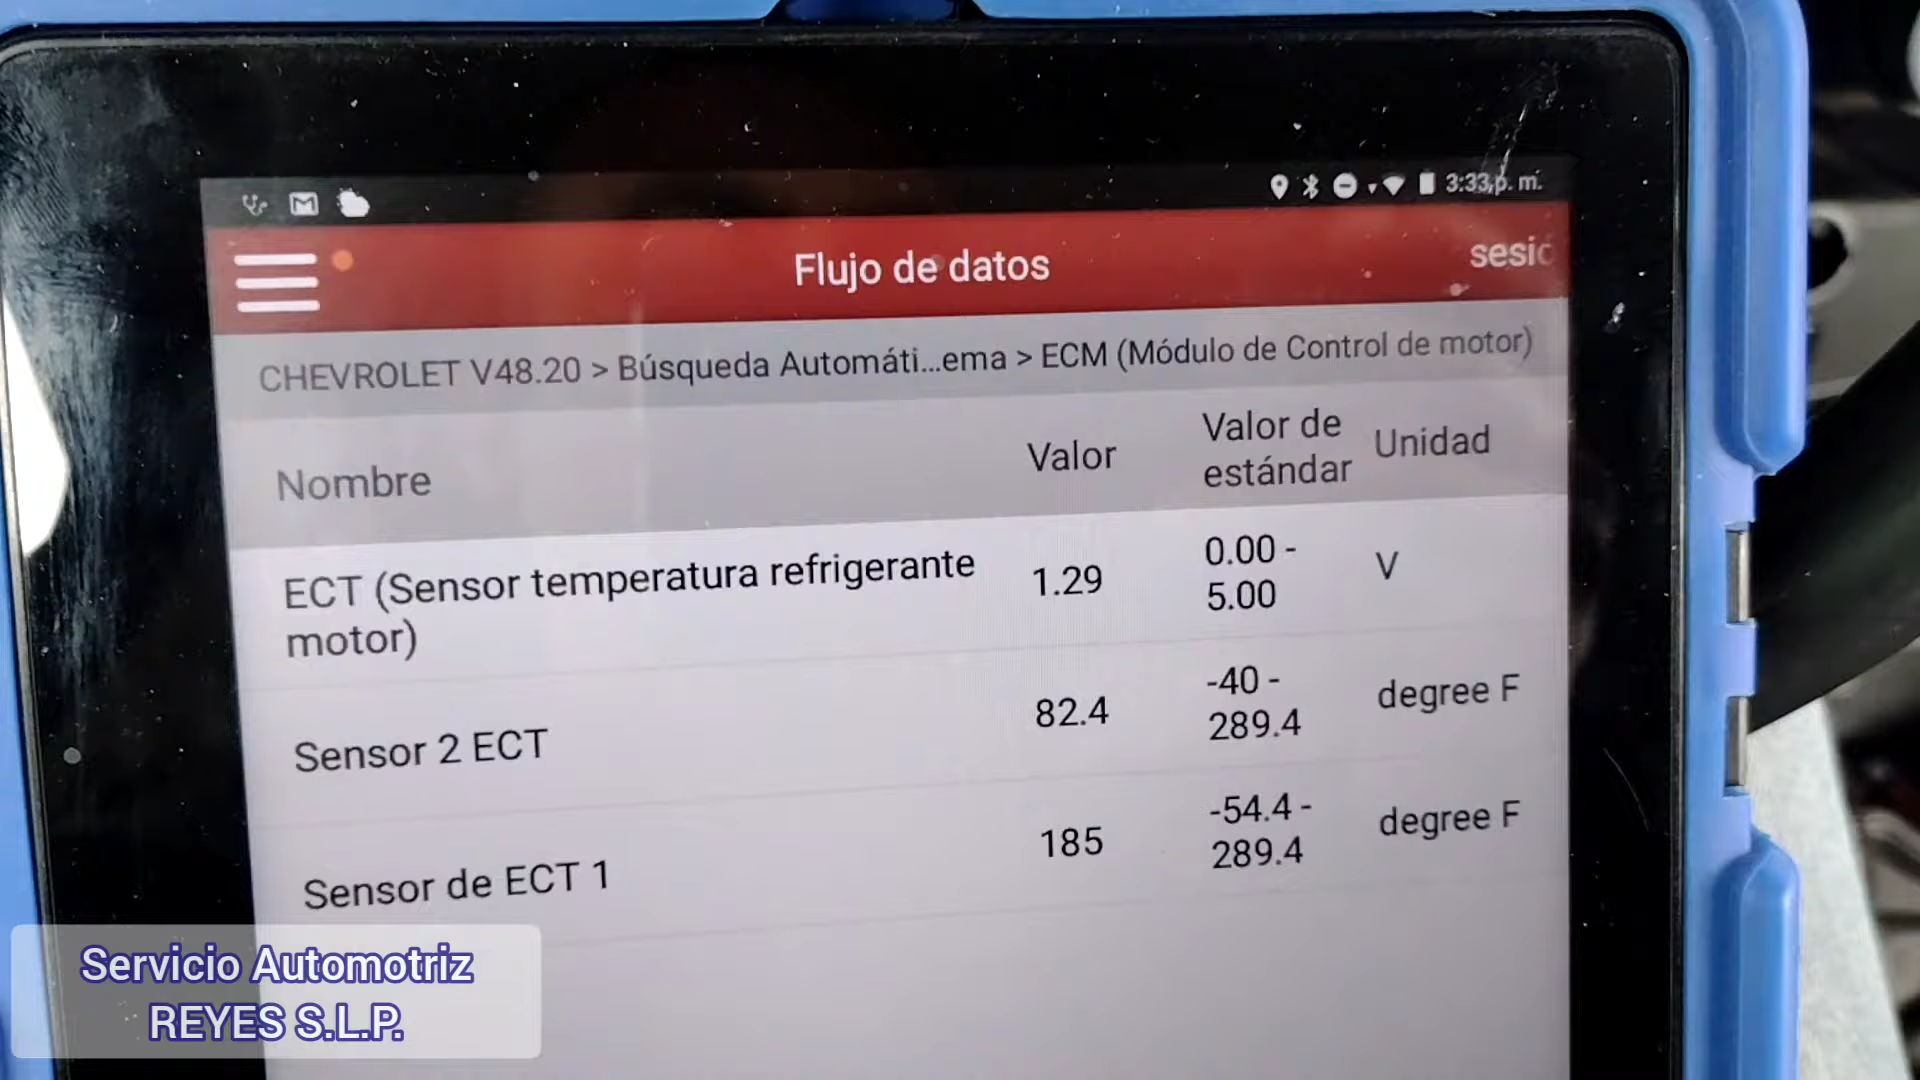 3:33 p. m.
Flujo de datos
sesic
CHEVROLET V48.20 > Búsqueda Automáti...ema > ECM (Módulo de Control de motor)
Nombre
Valor
Valor de
estándar
Unidad
ECT (Sensor temperatura refrigerante
motor)
1.29
0.00 -
5.00
V
Sensor 2 ECT
82.4
-40 -
289.4
degree F
Sensor de ECT 1
185
-54.4 -
289.4
degree F
Servicio Automotriz
REYES S.L.P.